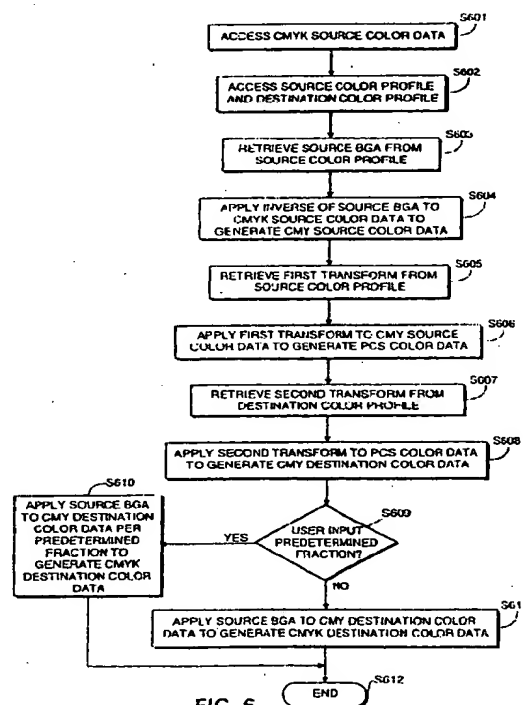 S601
ACCESS CMYK SOURCE COLOR DATA
S602
ACCESS SOURCE COLOR PROFILE
AND DESTINATION COLOR PROFILE
S603
RETRIEVE SOURCE BGA FROM
SOURCE COLOR PROFILE
S604
APPLY INVERSE OF SOURCE BGA TO
CMYK SOURCE COLOR DATA TO
GENERATE CMY SOURCE COLOR DATA
S605
RETRIEVE FIRST TRANSFORM FROM
SOURCE COLOR PROFILE
S606
APPLY FIRST TRANSFORM TO CMY SOURCE
COLOR DATA TO GENERATE PCS COLOR DATA
S607
RETRIEVE SECOND TRANSFORM FROM
DESTINATION COLOR PROFILE
S608
APPLY SECOND TRANSFORM TO PCS COLOR DATA
TO GENERATE CMY DESTINATION COLOR DATA
S609
USER INPUT
PREDETERMINED
FRACTION?
YES
NO
S610
APPLY SOURCE BGA
TO CMY DESTINATION
COLOR DATA PER
PREDETERMINED
FRACTION TO
GENERATE CMYK
DESTINATION COLOR
DATA
S61
APPLY SOURCE BGA TO CMY DESTINATION COLOR
DATA TO GENERATE CMYK DESTINATION COLOR DATA
END
S612
FIG. 6